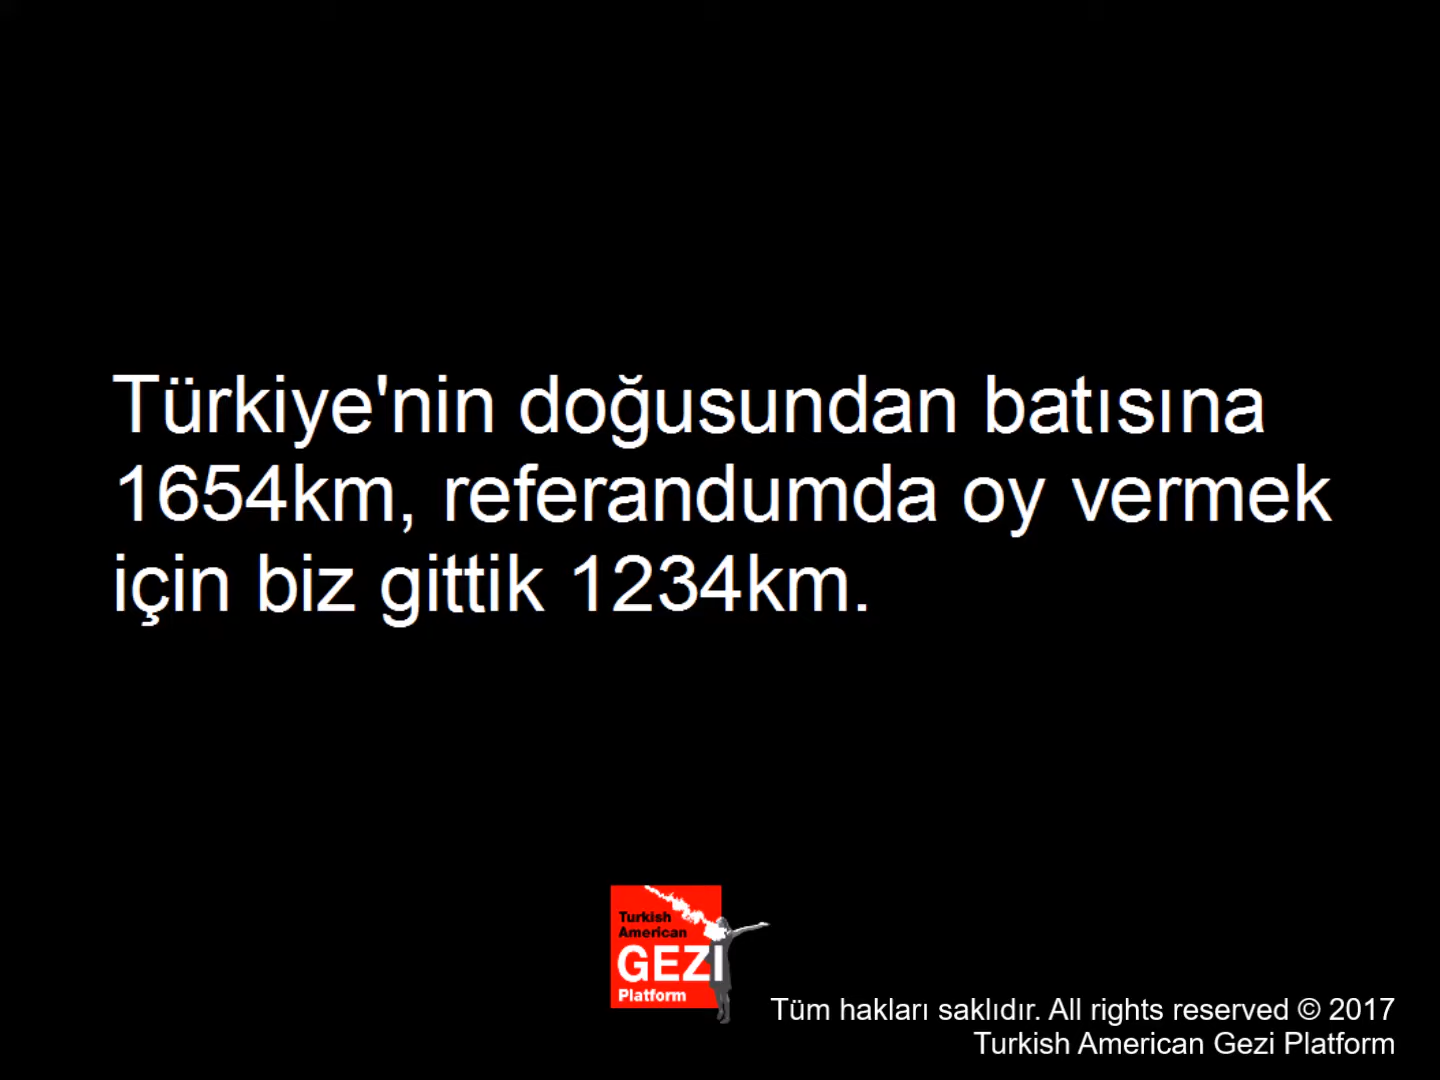 Türkiye'nin doğusundan batısına
1654km, referandumda oy vermek
için biz gittik 1234km.
Turkish
American
GEZI
Platform
Tüm hakları saklıdır. All rights reserved © 2017
Turkish American Gezi Platform